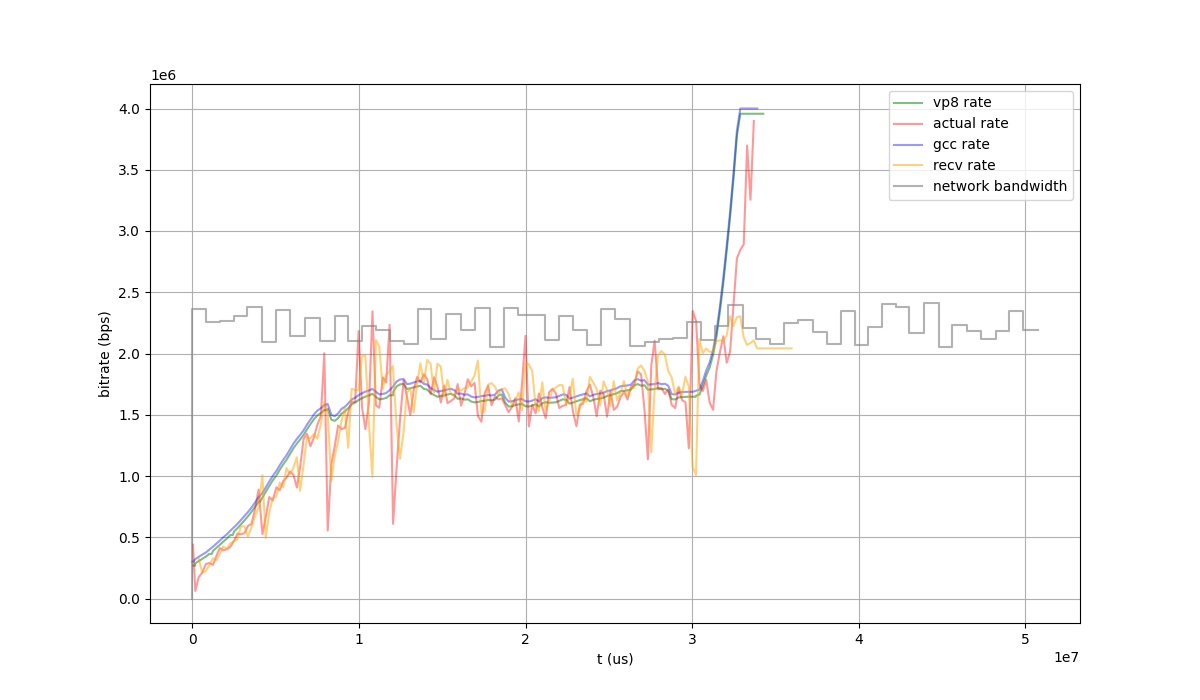 1e6
4.0
3.5
3.0
2.5
2.0
1.5
1.0
0.5
0.0
bitrate (bps)
vp8 rate
actual rate
gcc rate
recv rate
network bandwidth
0 1 2 3 4 5
t (us)
1e7